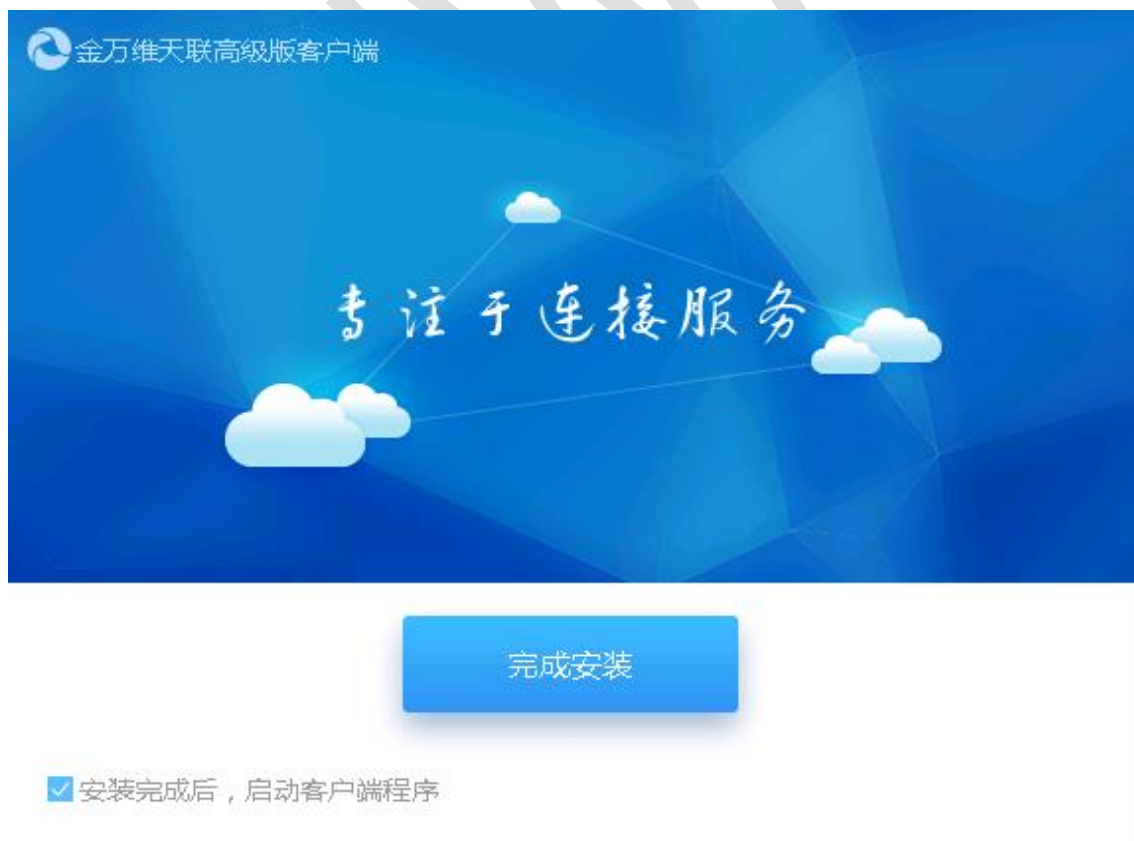 金万维天联高级版客户端
专注于连接服务
完成安装
安装完成后，启动客户端程序